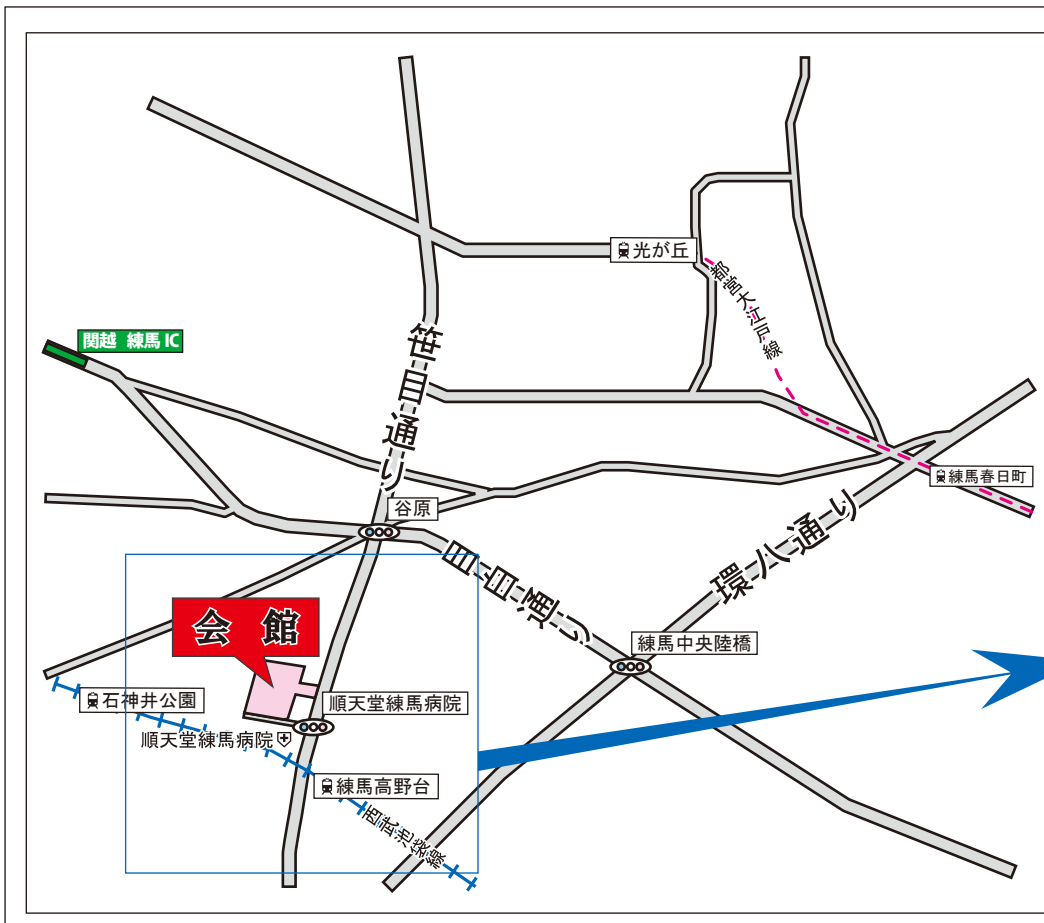 光が丘
都営大江戸線
関越 練馬 IC
笹目通り
練馬春日町
谷原
目白通り
環八通り
会 館
練馬中央陸橋
石神井公園
順天堂練馬病院
順天堂練馬病院
練馬高野台
西武池袋線